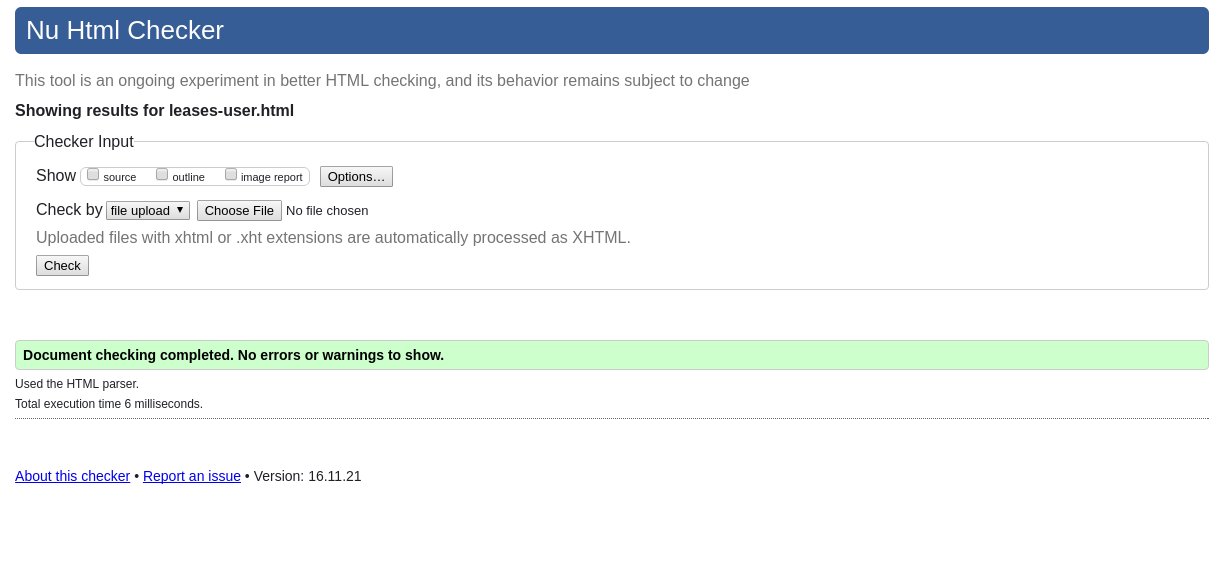 Nu Html Checker
This tool is an ongoing experiment in better HTML checking, and its behavior remains subject to change
Showing results for leases-user.html
Checker Input
Show source outline image report Options…
Check by file upload ▼ Choose File No file chosen
Uploaded files with xhtml or .xht extensions are automatically processed as XHTML.
Check
Document checking completed. No errors or warnings to show.
Used the HTML parser.
Total execution time 6 milliseconds.
About this checker • Report an issue • Version: 16.11.21